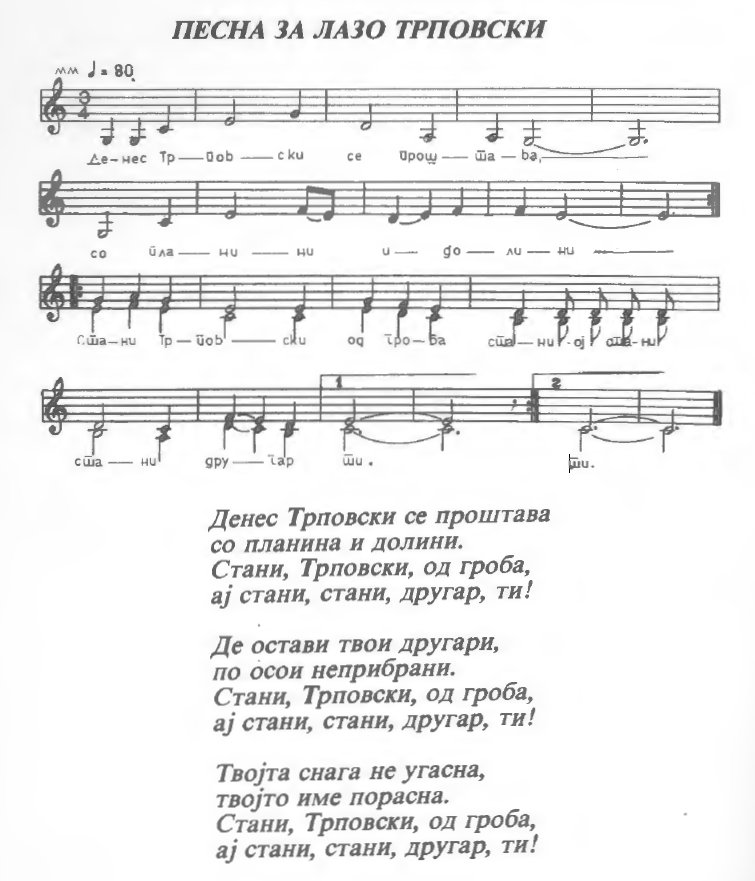 ПЕСНА ЗА ЛАЗО ТРПОВСКИ
мм ♩ = 80
3/4
Де-нес Тр — пов — ски се прош — та - ва, —
со пла — ни — ни и — до — ли — ни —
Ста-ни Тр — пов — ски од гро — ба ста - ни - ој ста-ни
1 2
ста — ни дру — гар ти. ти.
Денес Трповски се проштава
со планина и долини.
Стани, Трповски, од гроба,
ај стани, стани, другар, ти!
Де остави твои другари,
по осои неприбрани.
Стани, Трповски, од гроба,
ај стани, стани, другар, ти!
Твојта снага не угасна,
твојто име порасна.
Стани, Трповски, од гроба,
ај стани, стани, другар, ти!